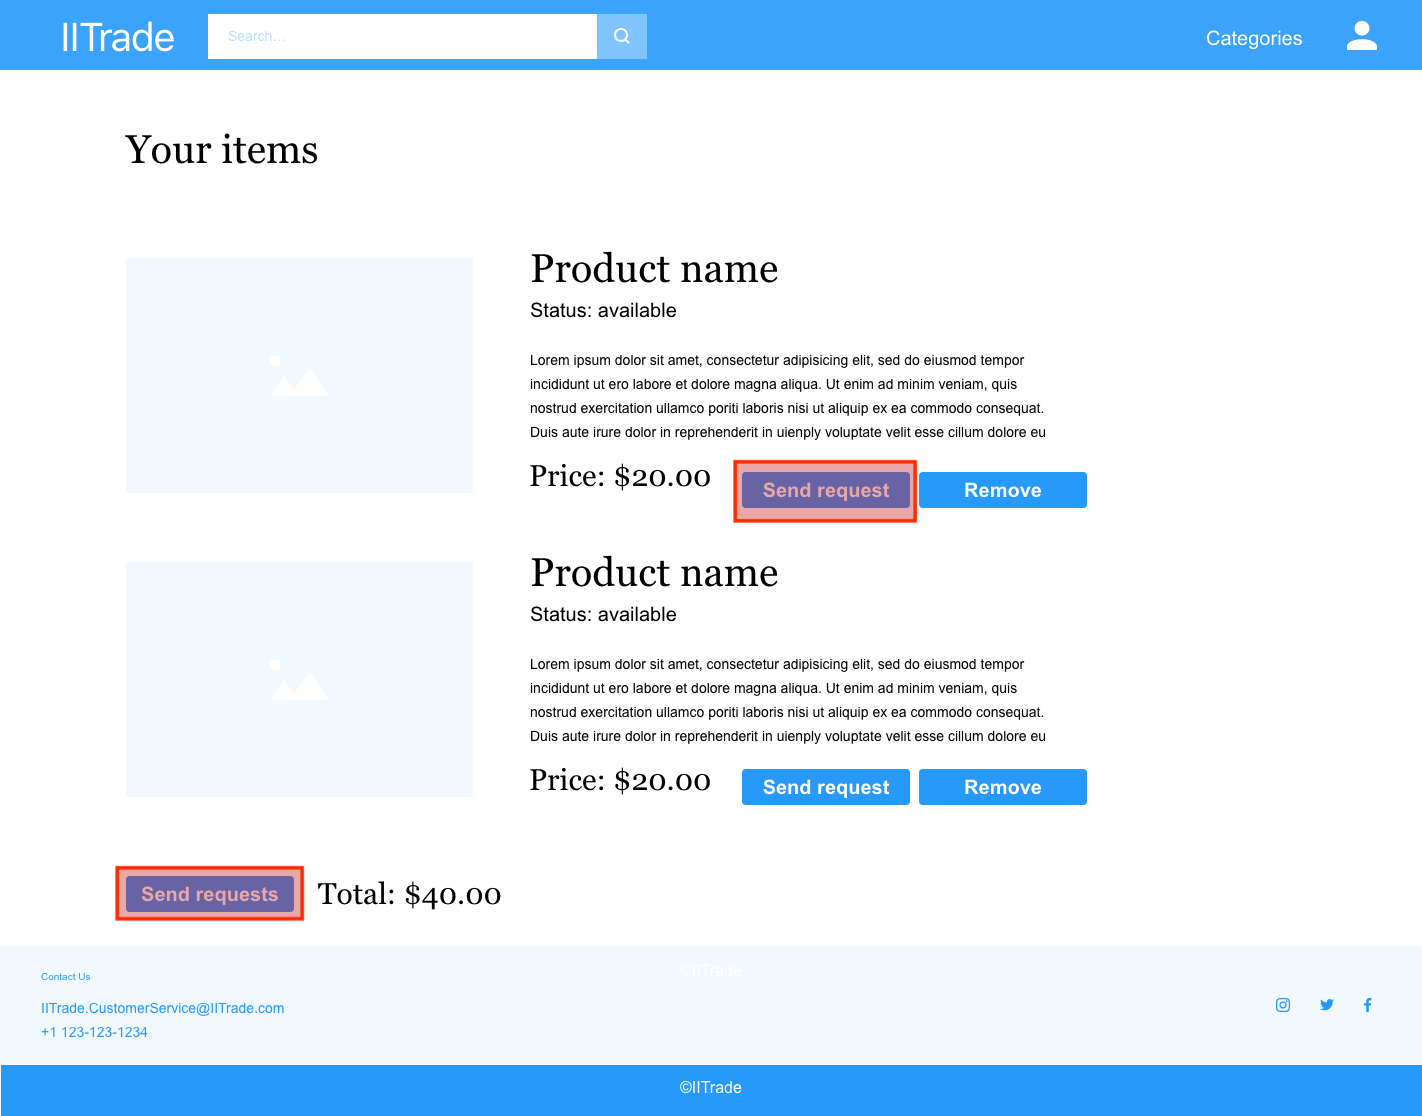 IITrade
Search...
Categories
Your items
Product name
Status: available
Lorem ipsum dolor sit amet, consectetur adipisicing elit, sed do eiusmod tempor
incididunt ut ero labore et dolore magna aliqua. Ut enim ad minim veniam, quis
nostrud exercitation ullamco poriti laboris nisi ut aliquip ex ea commodo consequat.
Duis aute irure dolor in reprehenderit in uienply voluptate velit esse cillum dolore eu
Price: $20.00
Send request
Remove
Product name
Status: available
Lorem ipsum dolor sit amet, consectetur adipisicing elit, sed do eiusmod tempor
incididunt ut ero labore et dolore magna aliqua. Ut enim ad minim veniam, quis
nostrud exercitation ullamco poriti laboris nisi ut aliquip ex ea commodo consequat.
Duis aute irure dolor in reprehenderit in uienply voluptate velit esse cillum dolore eu
Price: $20.00
Send request
Remove
Send requests
Total: $40.00
©IITrade
Contact Us
IITrade.CustomerService@IITrade.com
+1 123-123-1234
©IITrade